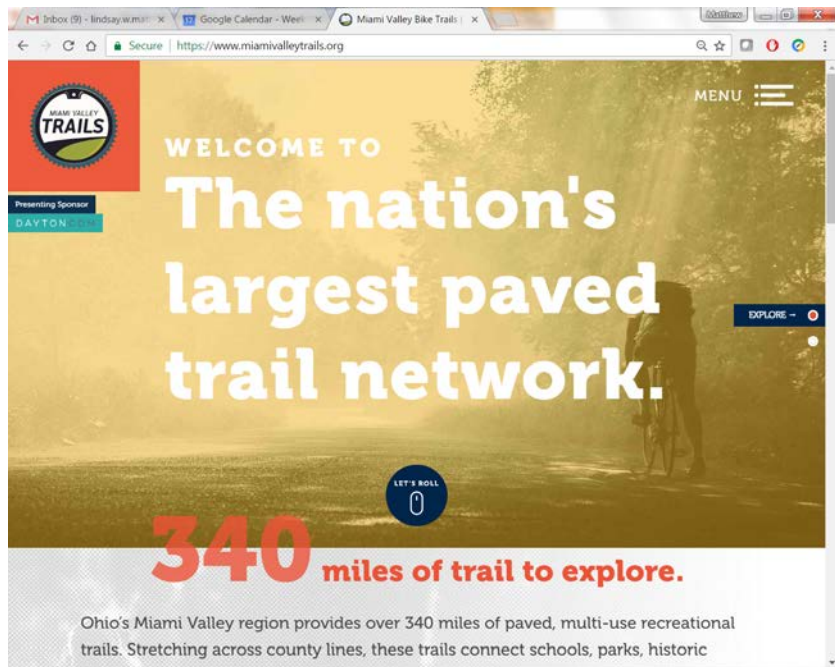 Inbox (9) - lindsay.w.mat
Google Calendar - Week
Miami Valley Bike Trails
Matthew
Secure | https://www.miamivalleytrails.org
MIAMI VALLEY
TRAILS
MENU
Presenting Sponsor
DAYTON.COM
WELCOME TO
The nation's
largest paved
trail network.
EXPLORE →
LET'S ROLL
340 miles of trail to explore.
Ohio's Miami Valley region provides over 340 miles of paved, multi-use recreational
trails. Stretching across county lines, these trails connect schools, parks, historic